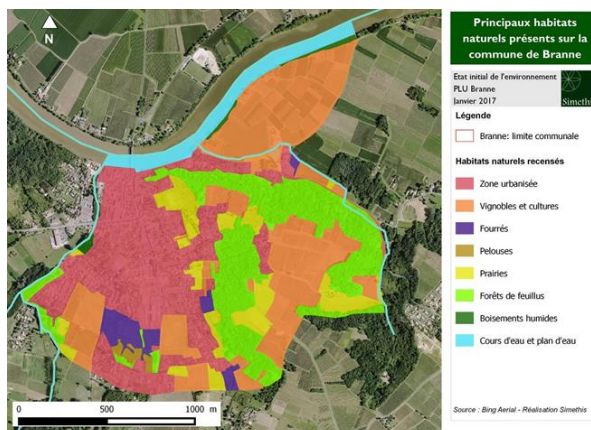 N
0 500 1000 m
Principaux habitats
naturels présents sur la
commune de Branne
Etat initial de l'environnement
PLU Branne
Janvier 2017
Simethis
Légende
Branne: limite communale
Habitats naturels recensés
Zone urbanisée
Vignobles et cultures
Fourrés
Pelouses
Prairies
Forêts de feuillus
Boisements humides
Cours d'eau et plan d'eau
Source : Bing Aerial - Réalisation Simethis